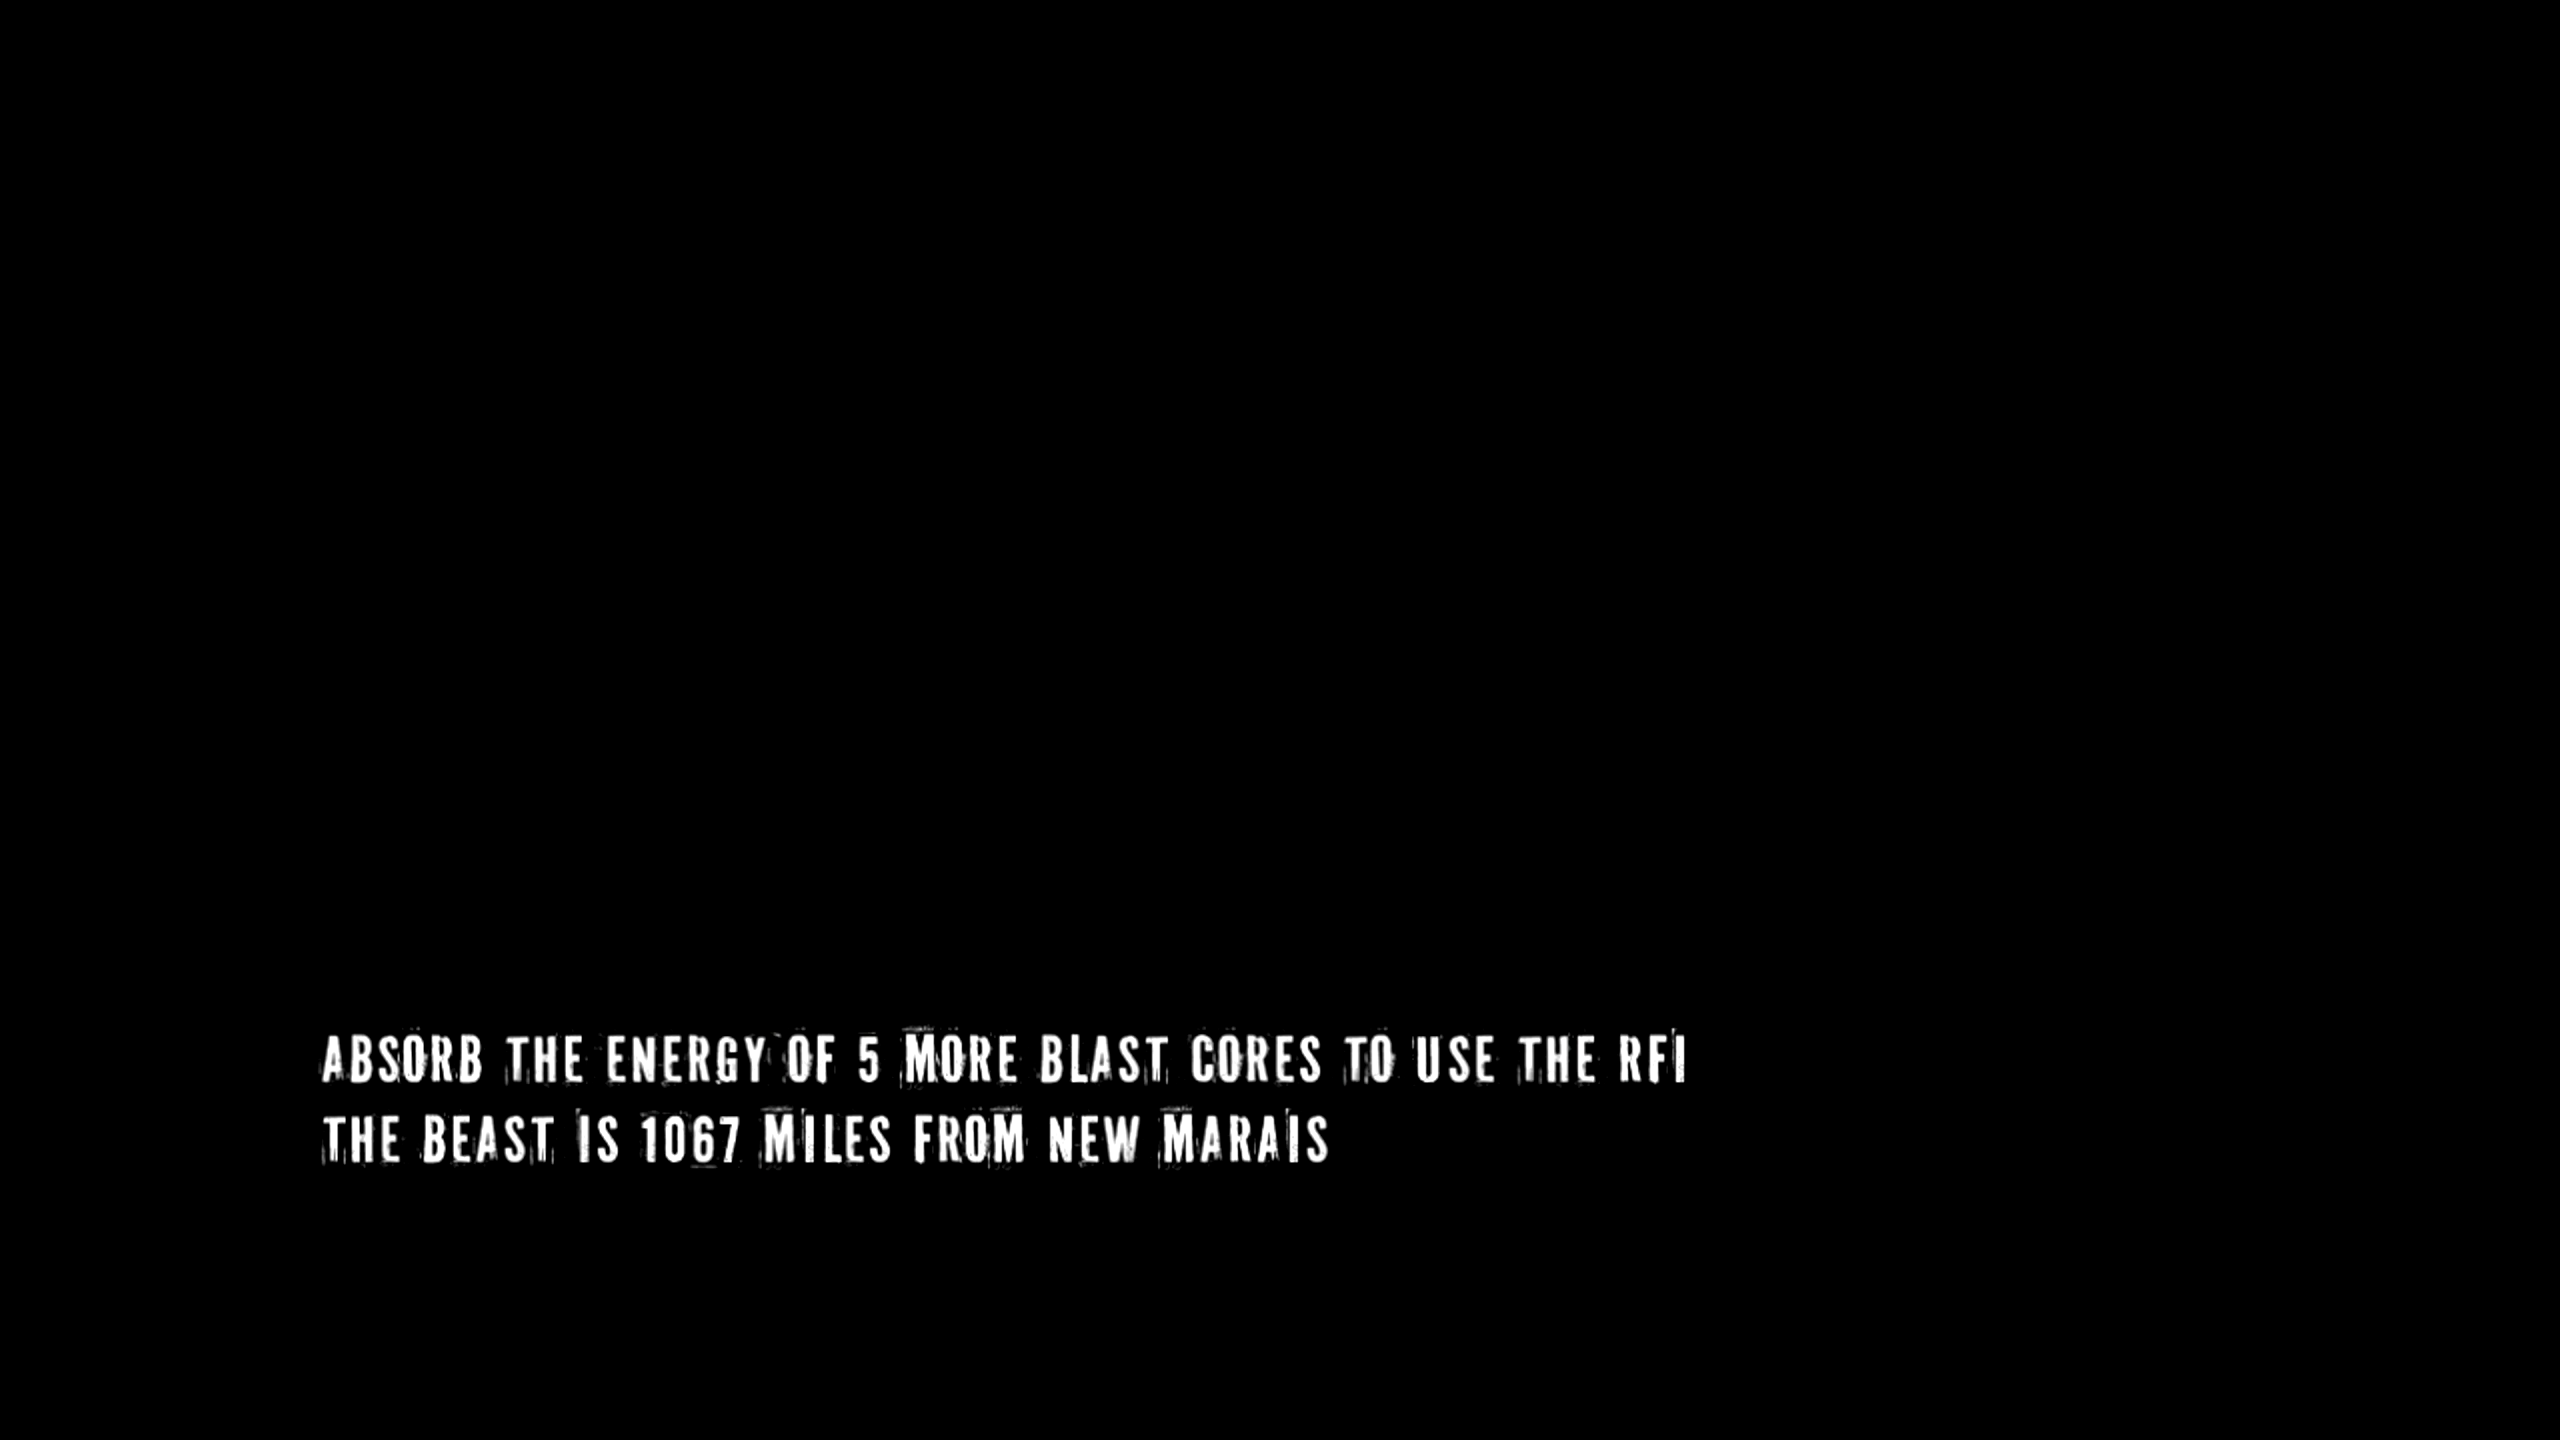 ABSORB THE ENERGY OF 5 MORE BLAST CORES TO USE THE RFI
THE BEAST IS 1067 MILES FROM NEW MARAIS